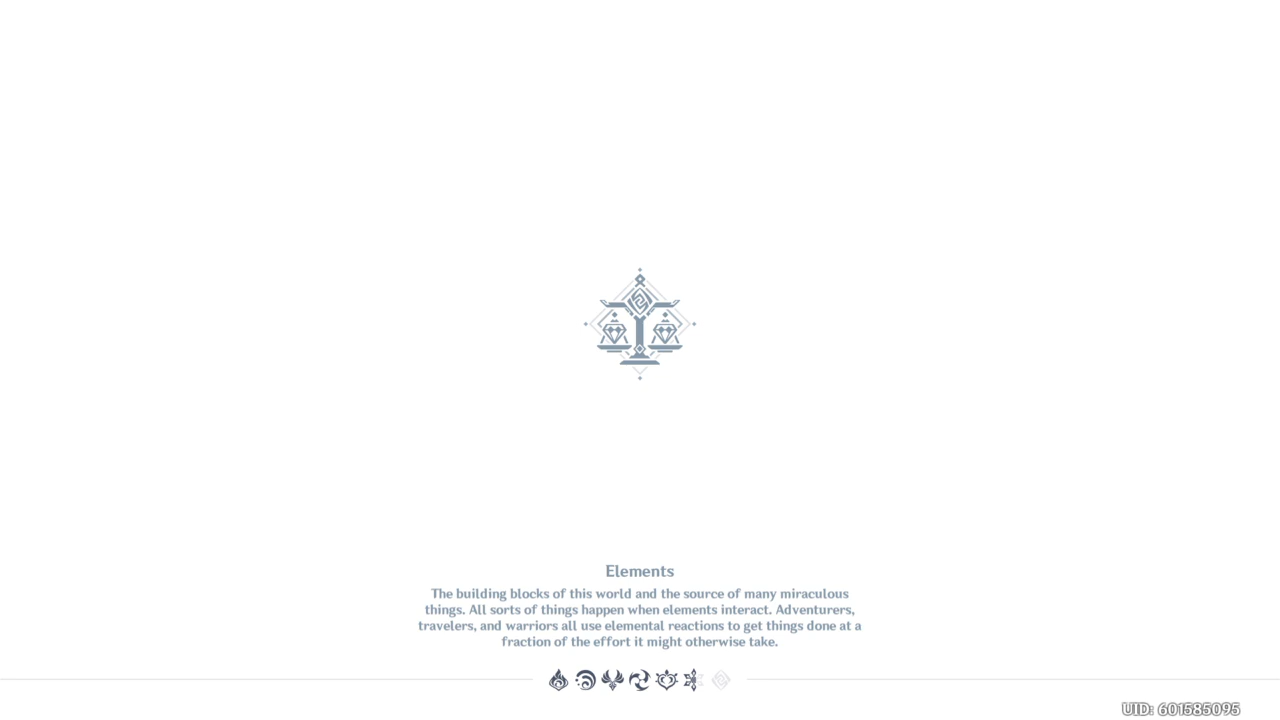 Elements
The building blocks of this world and the source of many miraculous
things. All sorts of things happen when elements interact. Adventurers,
travelers, and warriors all use elemental reactions to get things done at a
fraction of the effort it might otherwise take.
UID: 601585095